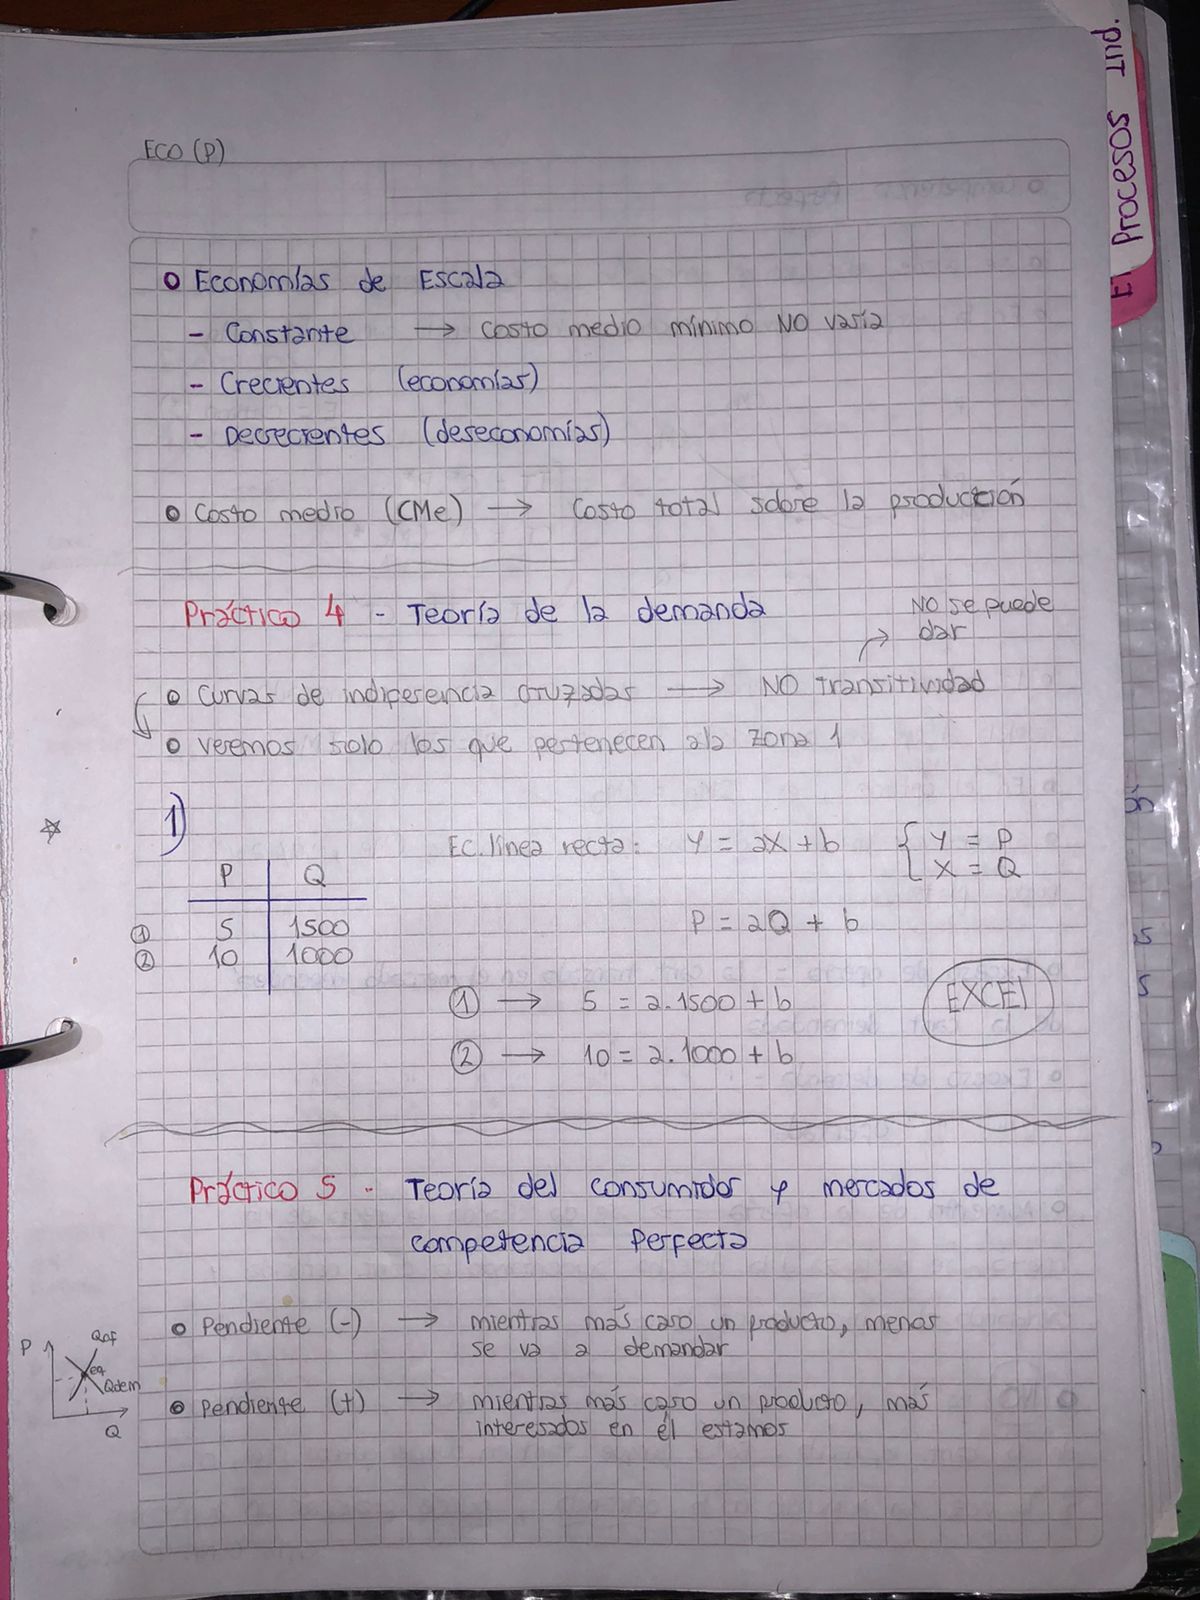 Procesos Ind.
ECO (P)
Economías de Escala
- Constante → costo medio mínimo NO varía
- Crecientes (economías)
- Decrecientes (deseconomías)
Costo medio (CMe) → Costo total sobre la producción
Práctico 4 - Teoría de la demanda
NO se puede
dar
Curvas de indiferencia cruzadas → NO transitividad
veremos solo los que pertenecen a la zona 1
1)
Ec. línea recta: y = aX + b { y = P
X = Q
P Q
① 5 1500
② 10 1000
P = aQ + b
① → 5 = a.1500 + b
EXCEL
② → 10 = a.1000 + b
Práctico 5 - Teoría del consumidor y mercados de
competencia Perfecta
Pendiente (-) → mientras más caro un producto, menos
se va a demandar
Pendiente (+) → mientras más caro un producto, más
interesados en él estamos
P
Qof
eq
Qdem
Q